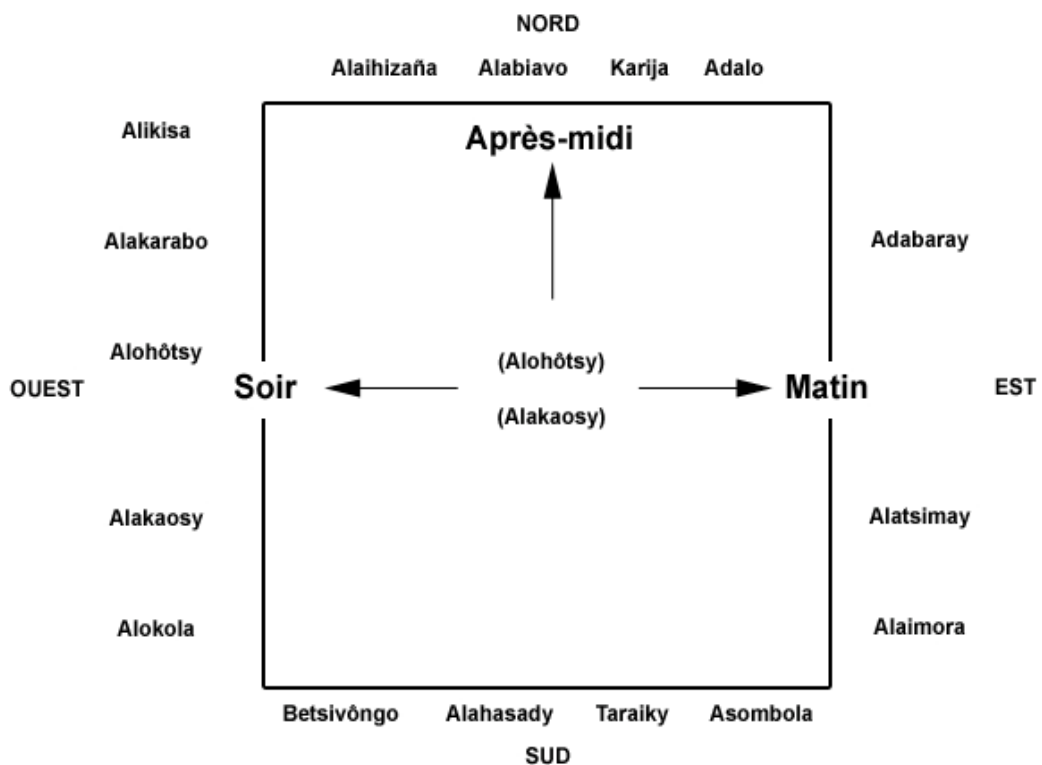 NORD
Alaihizaña Alabiavo Karija Adalo
Alikisa
Après-midi
Alakarabo
Adabaray
Alohôtsy
(Alohôtsy)
OUEST
Soir
Matin
EST
(Alakaosy)
Alakaosy
Alatsimay
Alokola
Alaimora
Betsivôngo Alahasady Taraiky Asombola
SUD